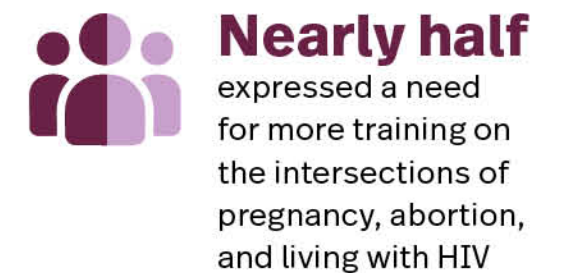 Nearly half
expressed a need
for more training on
the intersections of
pregnancy, abortion,
and living with HIV